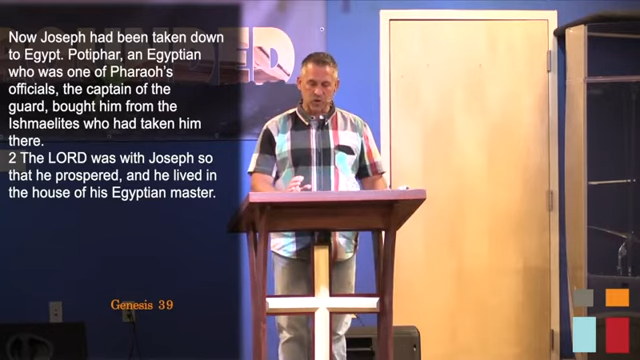 Now Joseph had been taken down
to Egypt. Potiphar, an Egyptian
who was one of Pharaoh's
officials, the captain of the
guard, bought him from the
Ishmaelites who had taken him
there.
2 The LORD was with Joseph so
that he prospered, and he lived in
the house of his Egyptian master.
Genesis 39